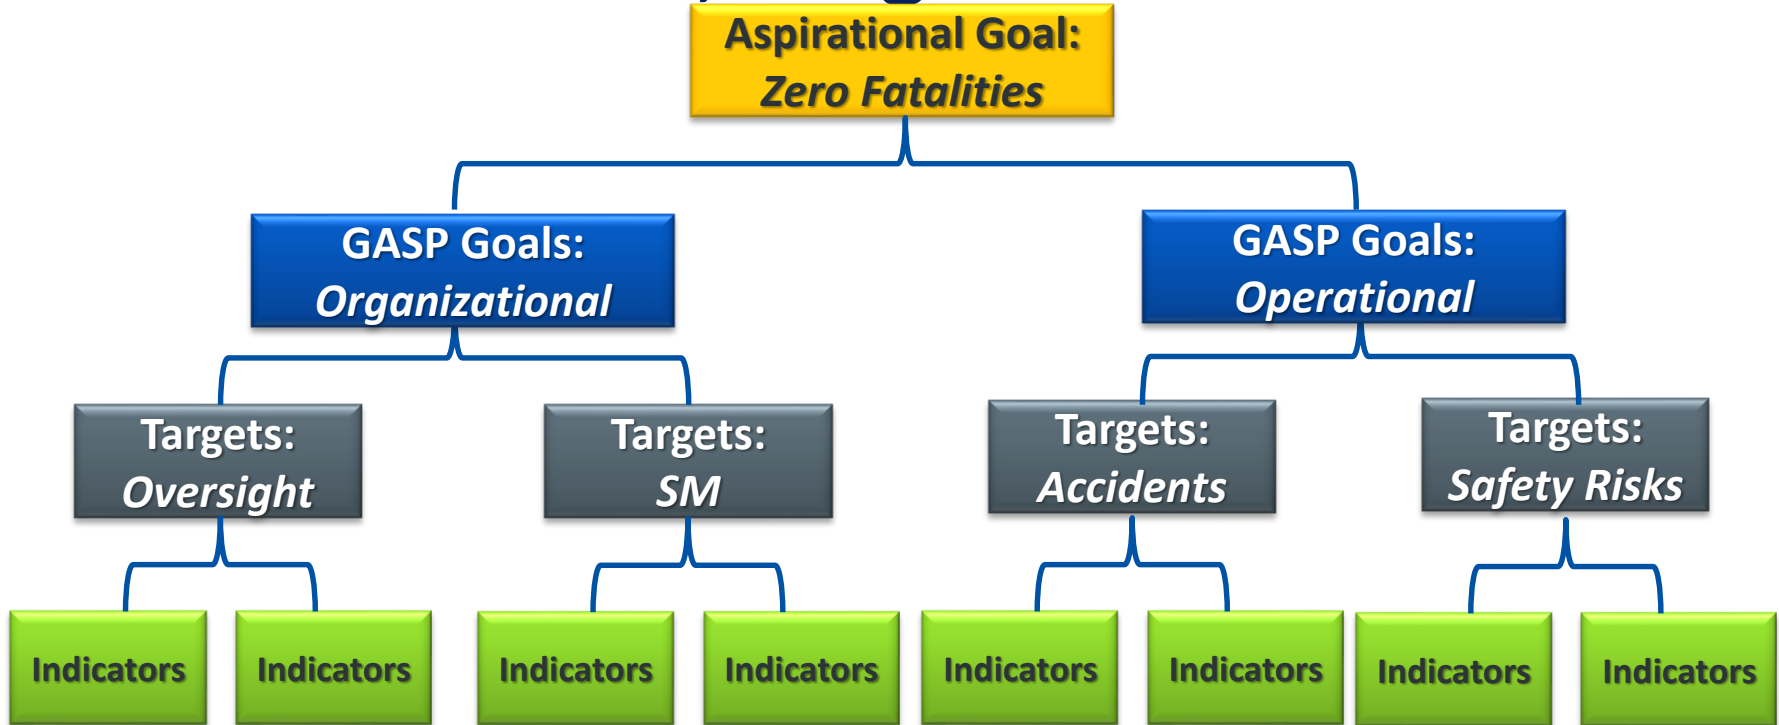 Aspirational Goal:
Zero Fatalities
GASP Goals:
Organizational
GASP Goals:
Operational
Targets:
Oversight
Targets:
SM
Targets:
Accidents
Targets:
Safety Risks
Indicators
Indicators
Indicators
Indicators
Indicators
Indicators
Indicators
Indicators